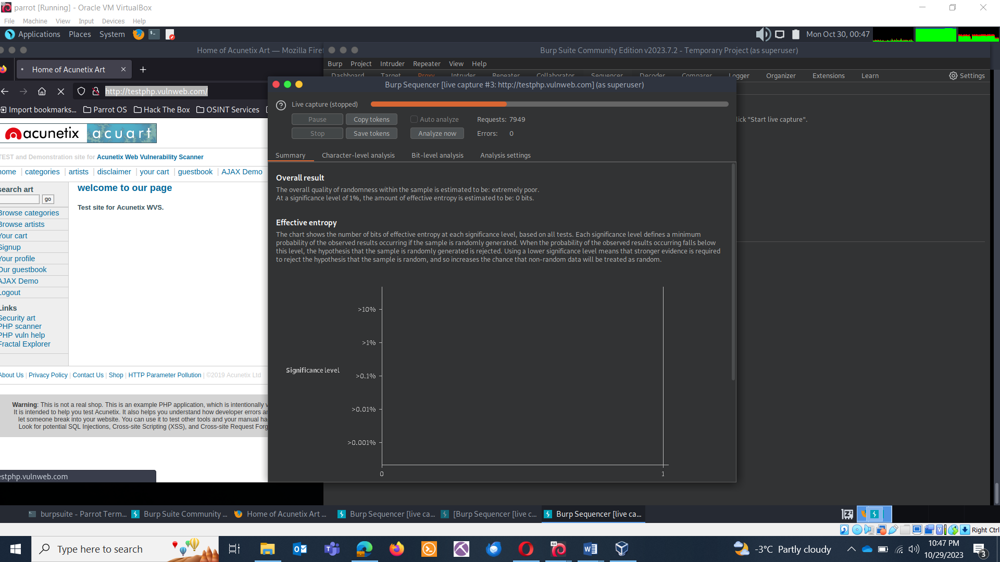 parrot [Running] - Oracle VM VirtualBox
File Machine View Input Devices Help
Applications Places System
Mon Oct 30, 00:47
Home of Acunetix Art — Mozilla Firef
Home of Acunetix Art
http://testphp.vulnweb.com/
Import bookmarks... Parrot OS Hack The Box OSINT Services
acunetix acuart
TEST and Demonstration site for Acunetix Web Vulnerability Scanner
home | categories | artists | disclaimer | your cart | guestbook | AJAX Demo
search art
go
Browse categories
Browse artists
Your cart
Signup
Your profile
Our guestbook
AJAX Demo
Logout
Links
Security art
PHP scanner
PHP vuln help
Fractal Explorer
welcome to our page
Test site for Acunetix WVS.
About Us | Privacy Policy | Contact Us | Shop | HTTP Parameter Pollution | ©2019 Acunetix Ltd
Warning: This is not a real shop. This is an example PHP application, which is intentionally v
It is intended to help you test Acunetix. It also helps you understand how developer errors an
let someone break into your website. You can use it to test other tools and your manual ha
Look for potential SQL Injections, Cross-site Scripting (XSS), and Cross-site Request Forg
estphp.vulnweb.com
Burp Suite Community Edition v2023.7.2 - Temporary Project (as superuser)
Burp Project Intruder Repeater View Help
Dashboard Target Proxy Intruder Repeater Collaborator Sequencer Decoder Comparer Logger Organizer Extensions Learn Settings
lick "Start live capture".
Burp Sequencer [live capture #3: http://testphp.vulnweb.com] (as superuser)
Live capture (stopped)
Pause Copy tokens Auto analyze Requests: 7949
Stop Save tokens Analyze now Errors: 0
Summary Character-level analysis Bit-level analysis Analysis settings
Overall result
The overall quality of randomness within the sample is estimated to be: extremely poor.
At a significance level of 1%, the amount of effective entropy is estimated to be: 0 bits.
Effective entropy
The chart shows the number of bits of effective entropy at each significance level, based on all tests. Each significance level defines a minimum
probability of the observed results occurring if the sample is randomly generated. When the probability of the observed results occurring falls below
this level, the hypothesis that the sample is randomly generated is rejected. Using a lower significance level means that stronger evidence is required
to reject the hypothesis that the sample is random, and so increases the chance that non-random data will be treated as random.
>10%
>1%
Significance level
>0.1%
>0.01%
>0.001%
0 1
burpsuite - Parrot Term... Burp Suite Community ... Home of Acunetix Art ... Burp Sequencer [live ca... [Burp Sequencer [live c... Burp Sequencer [live ca...
Right Ctrl
Type here to search
-3°C Partly cloudy
10:47 PM
10/29/2023
3